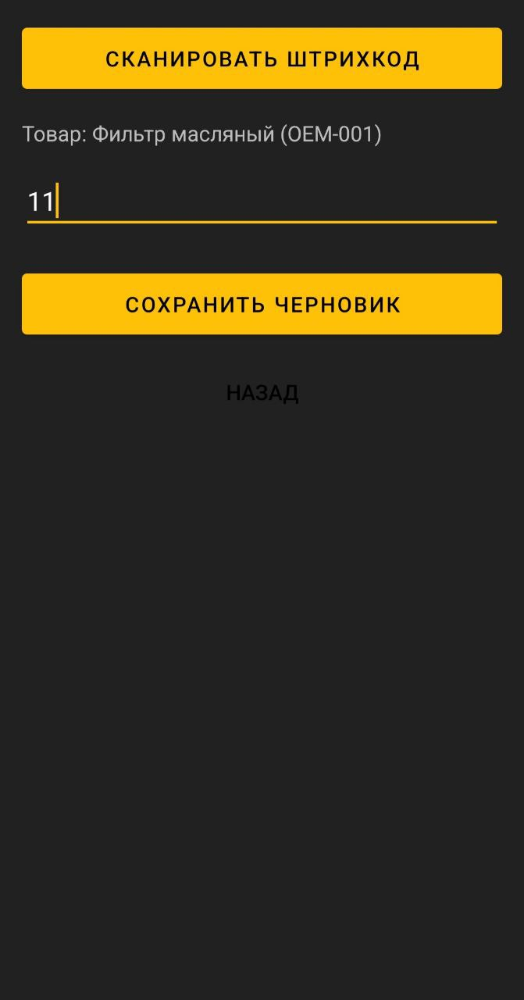 СКАНИРОВАТЬ ШТРИХКОД
Товар: Фильтр масляный (OEM-001)
11
СОХРАНИТЬ ЧЕРНОВИК
НАЗАД